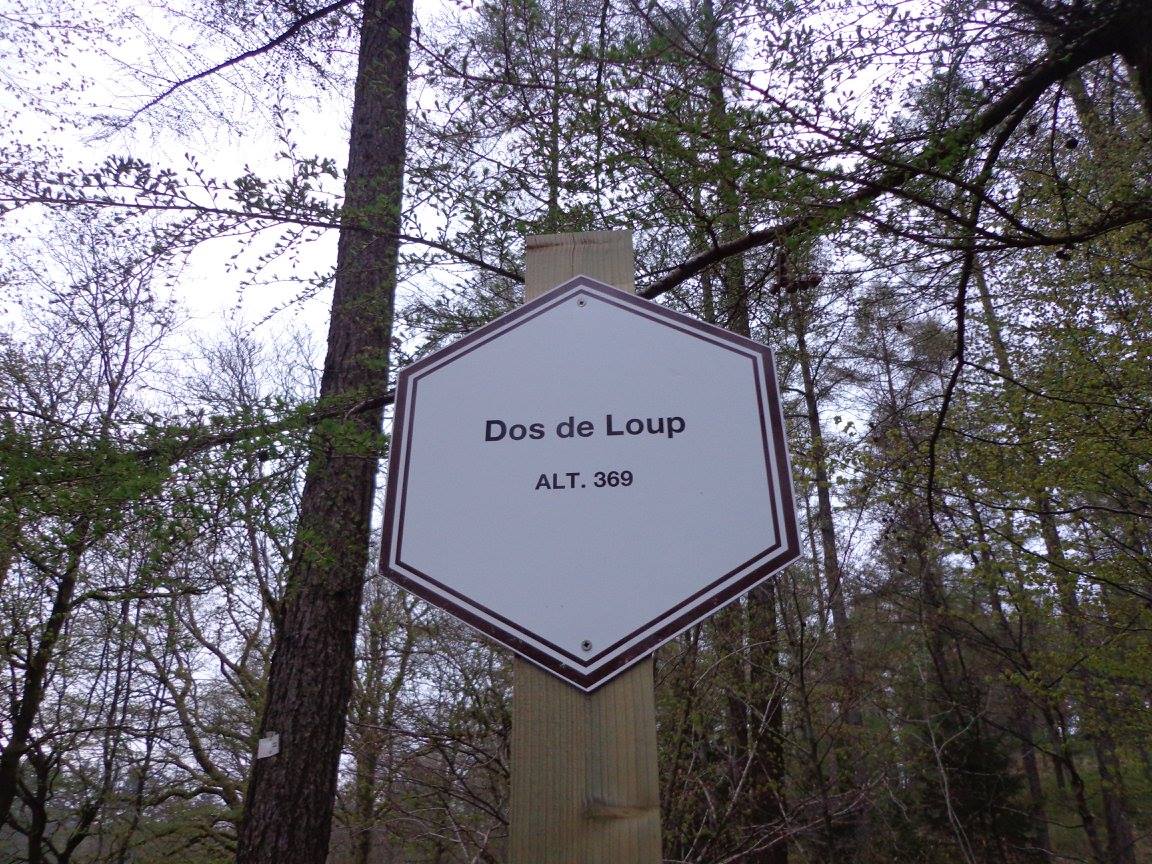 Dos de Loup
ALT. 369